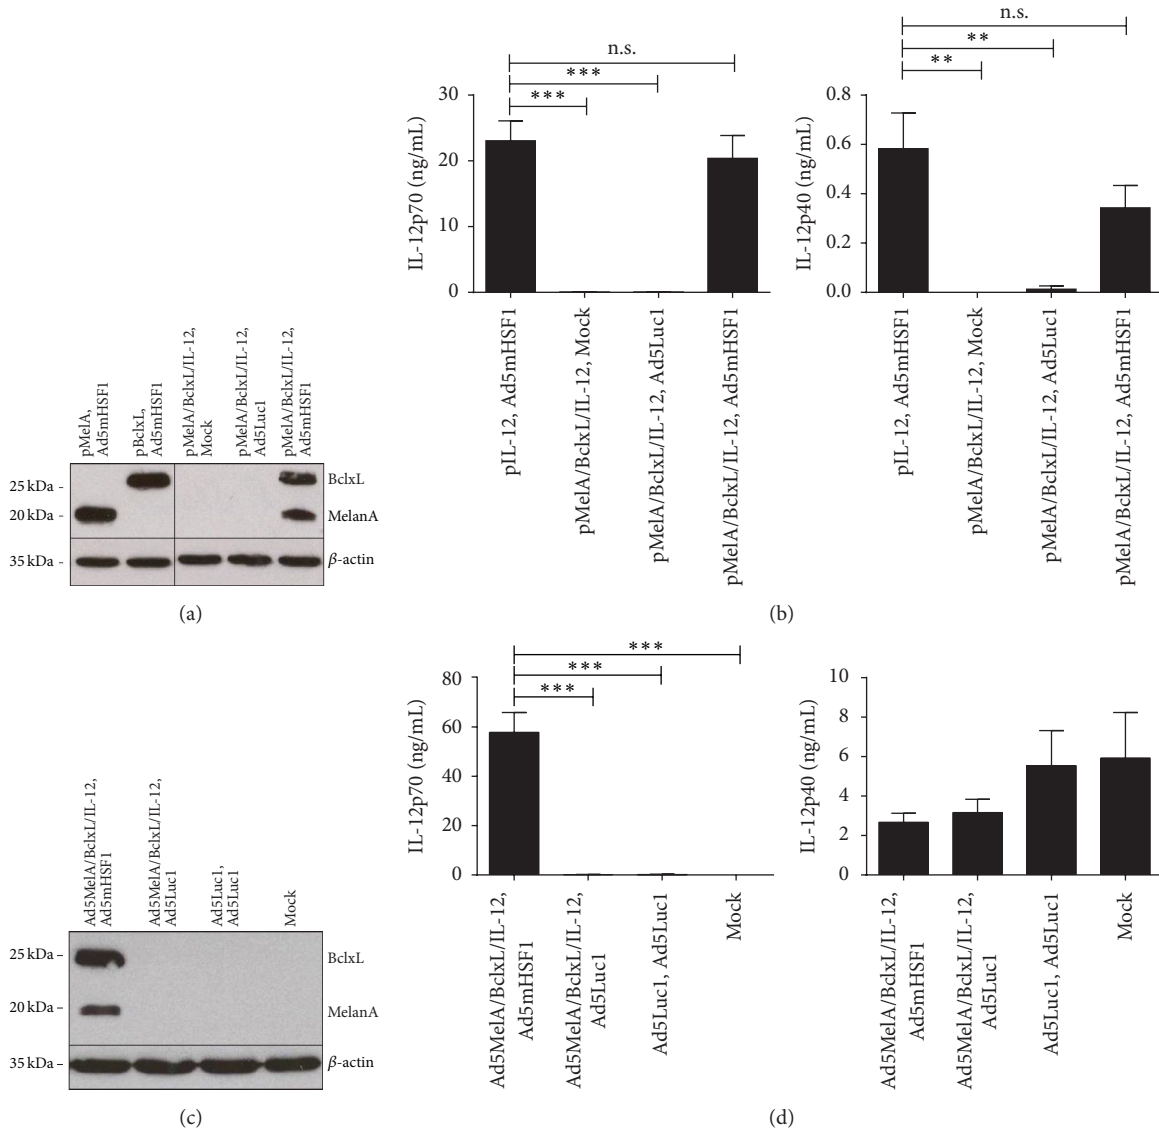 pMelA,
Ad5mHSF1
pBclxL,
Ad5mHSF1
pMelA/BclxL/IL-12,
Mock
pMelA/BclxL/IL-12,
Ad5Luc1
pMelA/BclxL/IL-12,
Ad5mHSF1
25 kDa -
20 kDa -
35 kDa -
BclxL
MelanA
β-actin
(a)
n.s.
***
***
30
20
10
0
IL-12p70 (ng/mL)
pIL-12, Ad5mHSF1
pMelA/BclxL/IL-12, Mock
pMelA/BclxL/IL-12, Ad5Luc1
pMelA/BclxL/IL-12, Ad5mHSF1
n.s.
**
**
0.8
0.6
0.4
0.2
0.0
IL-12p40 (ng/mL)
pIL-12, Ad5mHSF1
pMelA/BclxL/IL-12, Mock
pMelA/BclxL/IL-12, Ad5Luc1
pMelA/BclxL/IL-12, Ad5mHSF1
(b)
Ad5MelA/BclxL/IL-12,
Ad5mHSF1
Ad5MelA/BclxL/IL-12,
Ad5Luc1
Ad5Luc1,
Ad5Luc1
Mock
25 kDa -
20 kDa -
35 kDa -
BclxL
MelanA
β-actin
(c)
***
***
***
80
60
40
20
0
IL-12p70 (ng/mL)
Ad5MelA/BclxL/IL-12,
Ad5mHSF1
Ad5MelA/BclxL/IL-12,
Ad5Luc1
Ad5Luc1, Ad5Luc1
Mock
10
8
6
4
2
0
IL-12p40 (ng/mL)
Ad5MelA/BclxL/IL-12,
Ad5mHSF1
Ad5MelA/BclxL/IL-12,
Ad5Luc1
Ad5Luc1, Ad5Luc1
Mock
(d)